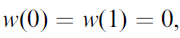 w(0) = w(1) = 0,